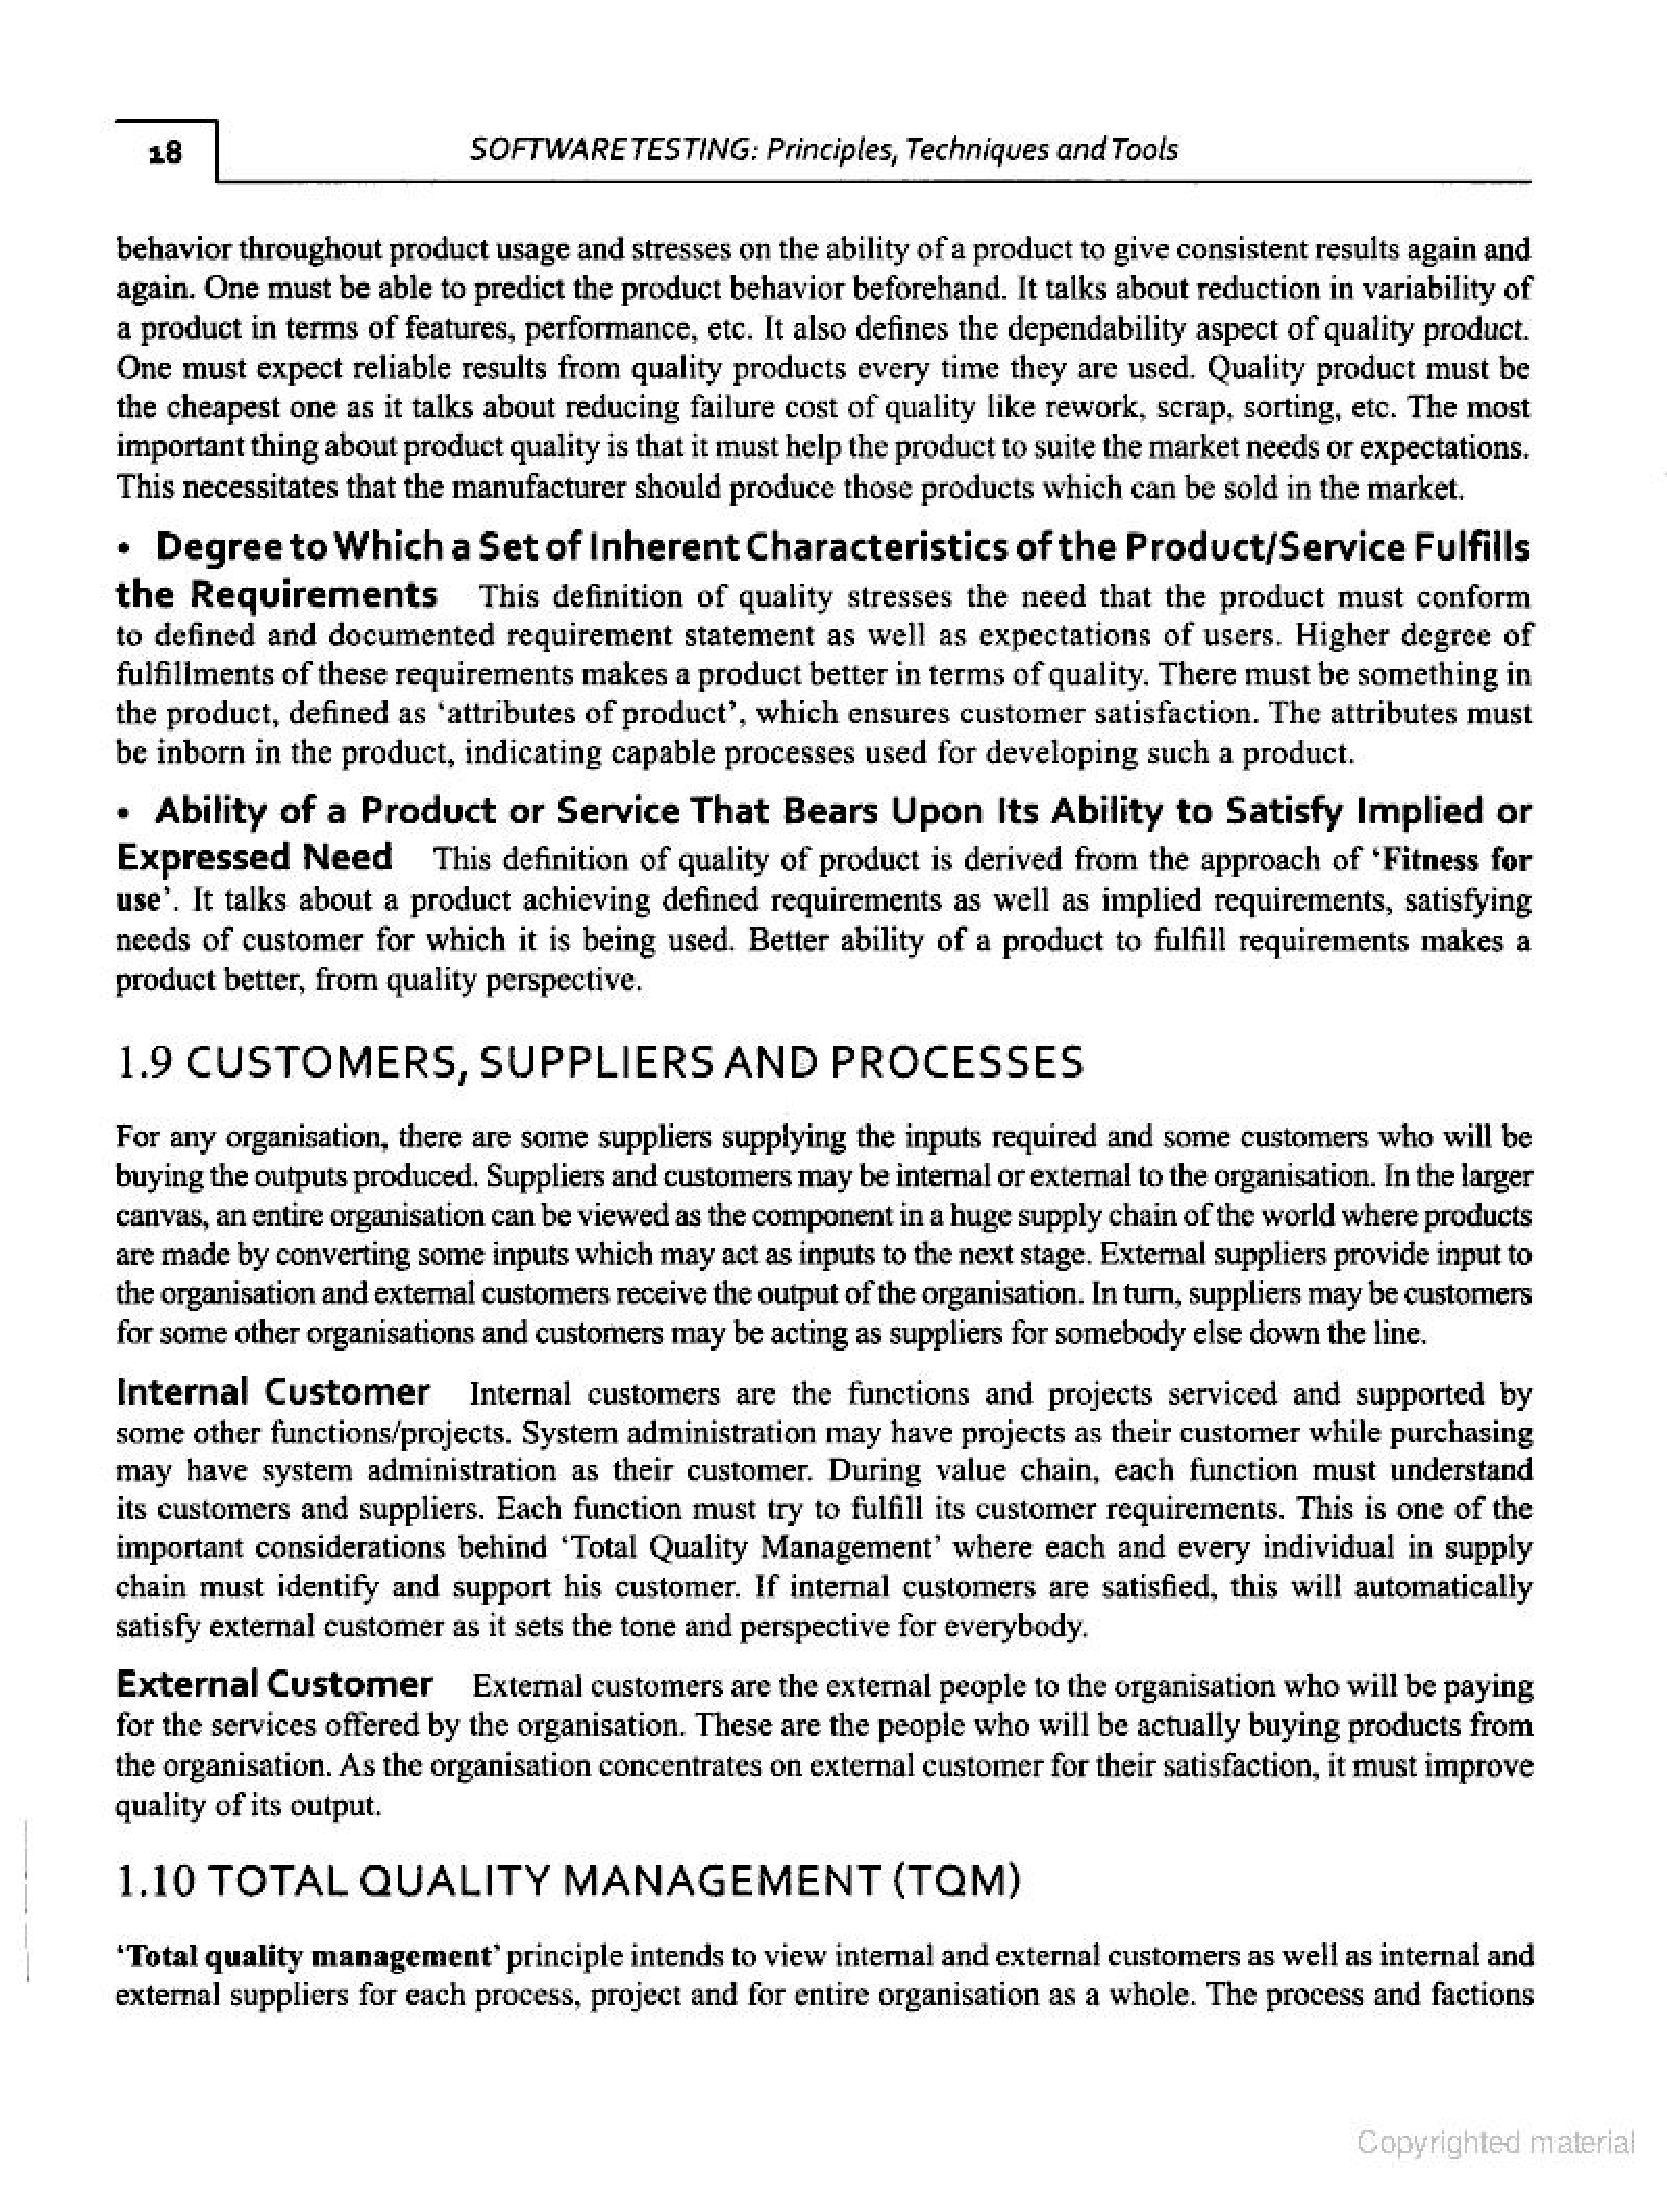 18
SOFTWARE TESTING: Principles, Techniques and Tools
behavior throughout product usage and stresses on the ability of a product to give consistent results again and
again. One must be able to predict the product behavior beforehand. It talks about reduction in variability of
a product in terms of features, performance, etc. It also defines the dependability aspect of quality product.
One must expect reliable results from quality products every time they are used. Quality product must be
the cheapest one as it talks about reducing failure cost of quality like rework, scrap, sorting, etc. The most
important thing about product quality is that it must help the product to suite the market needs or expectations.
This necessitates that the manufacturer should produce those products which can be sold in the market.
• Degree to Which a Set of Inherent Characteristics of the Product/Service Fulfills
the Requirements This definition of quality stresses the need that the product must conform
to defined and documented requirement statement as well as expectations of users. Higher degree of
fulfillments of these requirements makes a product better in terms of quality. There must be something in
the product, defined as ‘attributes of product’, which ensures customer satisfaction. The attributes must
be inborn in the product, indicating capable processes used for developing such a product.
• Ability of a Product or Service That Bears Upon Its Ability to Satisfy Implied or
Expressed Need This definition of quality of product is derived from the approach of ‘Fitness for
use’. It talks about a product achieving defined requirements as well as implied requirements, satisfying
needs of customer for which it is being used. Better ability of a product to fulfill requirements makes a
product better, from quality perspective.
1.9 CUSTOMERS, SUPPLIERS AND PROCESSES
For any organisation, there are some suppliers supplying the inputs required and some customers who will be
buying the outputs produced. Suppliers and customers may be internal or external to the organisation. In the larger
canvas, an entire organisation can be viewed as the component in a huge supply chain of the world where products
are made by converting some inputs which may act as inputs to the next stage. External suppliers provide input to
the organisation and external customers receive the output of the organisation. In turn, suppliers may be customers
for some other organisations and customers may be acting as suppliers for somebody else down the line.
Internal Customer Internal customers are the functions and projects serviced and supported by
some other functions/projects. System administration may have projects as their customer while purchasing
may have system administration as their customer. During value chain, each function must understand
its customers and suppliers. Each function must try to fulfill its customer requirements. This is one of the
important considerations behind ‘Total Quality Management’ where each and every individual in supply
chain must identify and support his customer. If internal customers are satisfied, this will automatically
satisfy external customer as it sets the tone and perspective for everybody.
External Customer External customers are the external people to the organisation who will be paying
for the services offered by the organisation. These are the people who will be actually buying products from
the organisation. As the organisation concentrates on external customer for their satisfaction, it must improve
quality of its output.
1.10 TOTAL QUALITY MANAGEMENT (TQM)
‘Total quality management’ principle intends to view internal and external customers as well as internal and
external suppliers for each process, project and for entire organisation as a whole. The process and factions
Copyrighted material